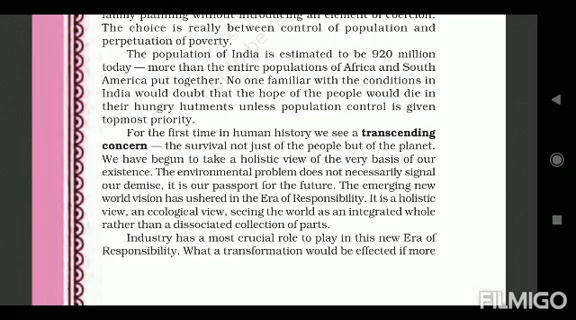 family planning without introducing an element of coercion.
The choice is really between control of population and
perpetuation of poverty.
The population of India is estimated to be 920 million
today — more than the entire populations of Africa and South
America put together. No one familiar with the conditions in
India would doubt that the hope of the people would die in
their hungry hutments unless population control is given
topmost priority.
For the first time in human history we see a transcending
concern — the survival not just of the people but of the planet.
We have begun to take a holistic view of the very basis of our
existence. The environmental problem does not necessarily signal
our demise, it is our passport for the future. The emerging new
world vision has ushered in the Era of Responsibility. It is a holistic
view, an ecological view, seeing the world as an integrated whole
rather than a dissociated collection of parts.
Industry has a most crucial role to play in this new Era of
Responsibility. What a transformation would be effected if more
FILMIGO